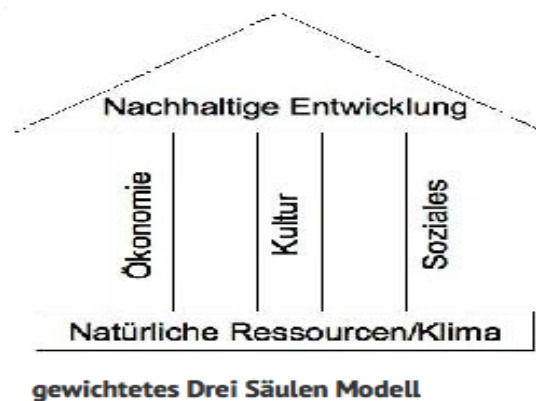 Nachhaltige Entwicklung
Ökonomie
Kultur
Soziales
Natürliche Ressourcen/Klima
gewichtetes Drei Säulen Modell